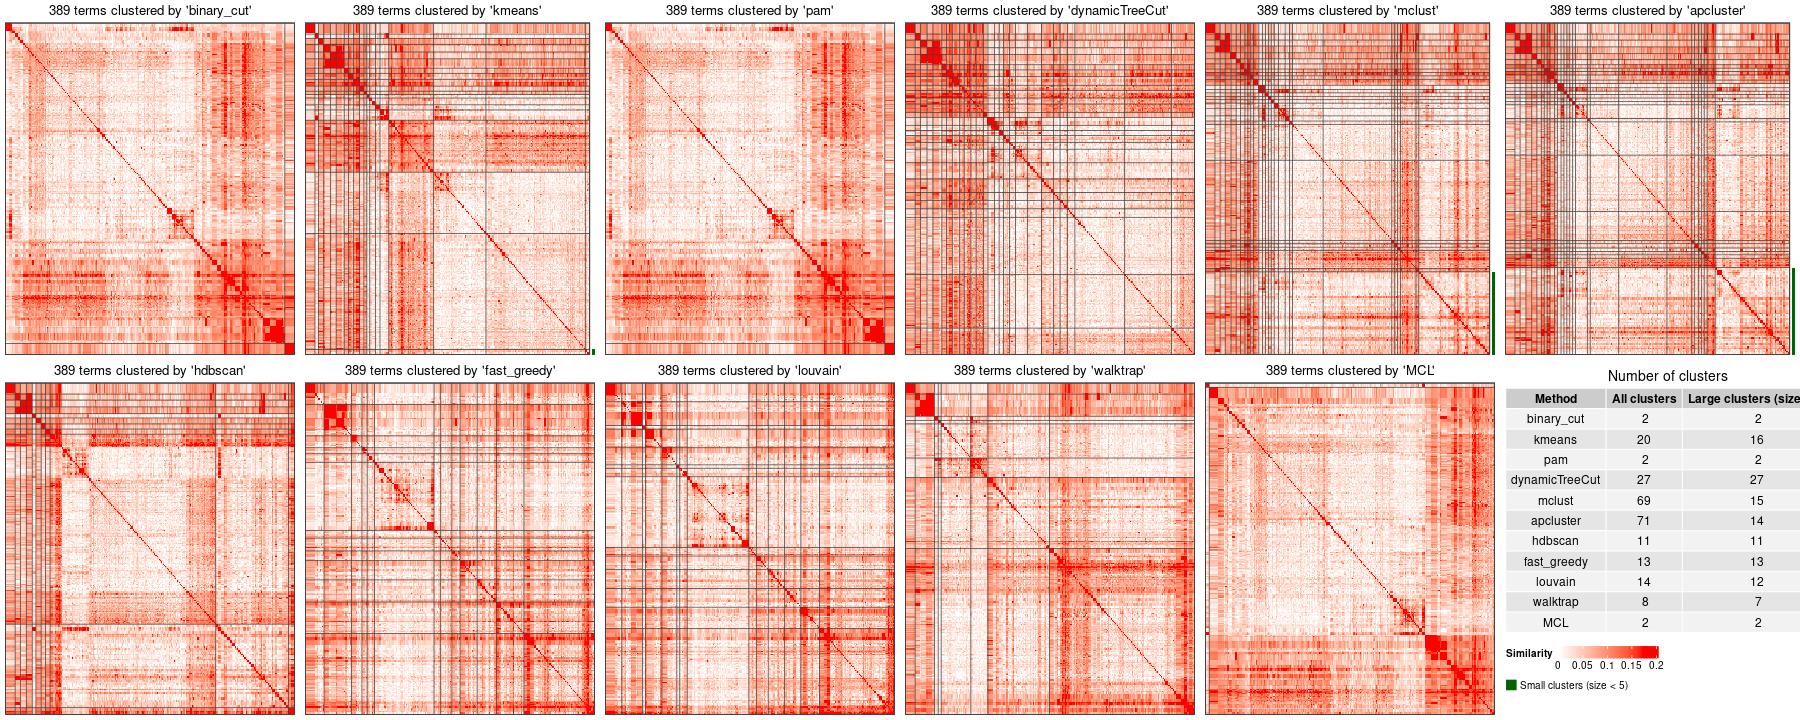 389 terms clustered by 'binary_cut'
389 terms clustered by 'kmeans'
389 terms clustered by 'pam'
389 terms clustered by 'dynamicTreeCut'
389 terms clustered by 'mclust'
389 terms clustered by 'apcluster'
389 terms clustered by 'hdbscan'
389 terms clustered by 'fast_greedy'
389 terms clustered by 'louvain'
389 terms clustered by 'walktrap'
389 terms clustered by 'MCL'
Number of clusters
Method All clusters Large clusters (size
binary_cut 2 2
kmeans 20 16
pam 2 2
dynamicTreeCut 27 27
mclust 69 15
apcluster 71 14
hdbscan 11 11
fast_greedy 13 13
louvain 14 12
walktrap 8 7
MCL 2 2
Similarity
0 0.05 0.1 0.15 0.2
Small clusters (size < 5)